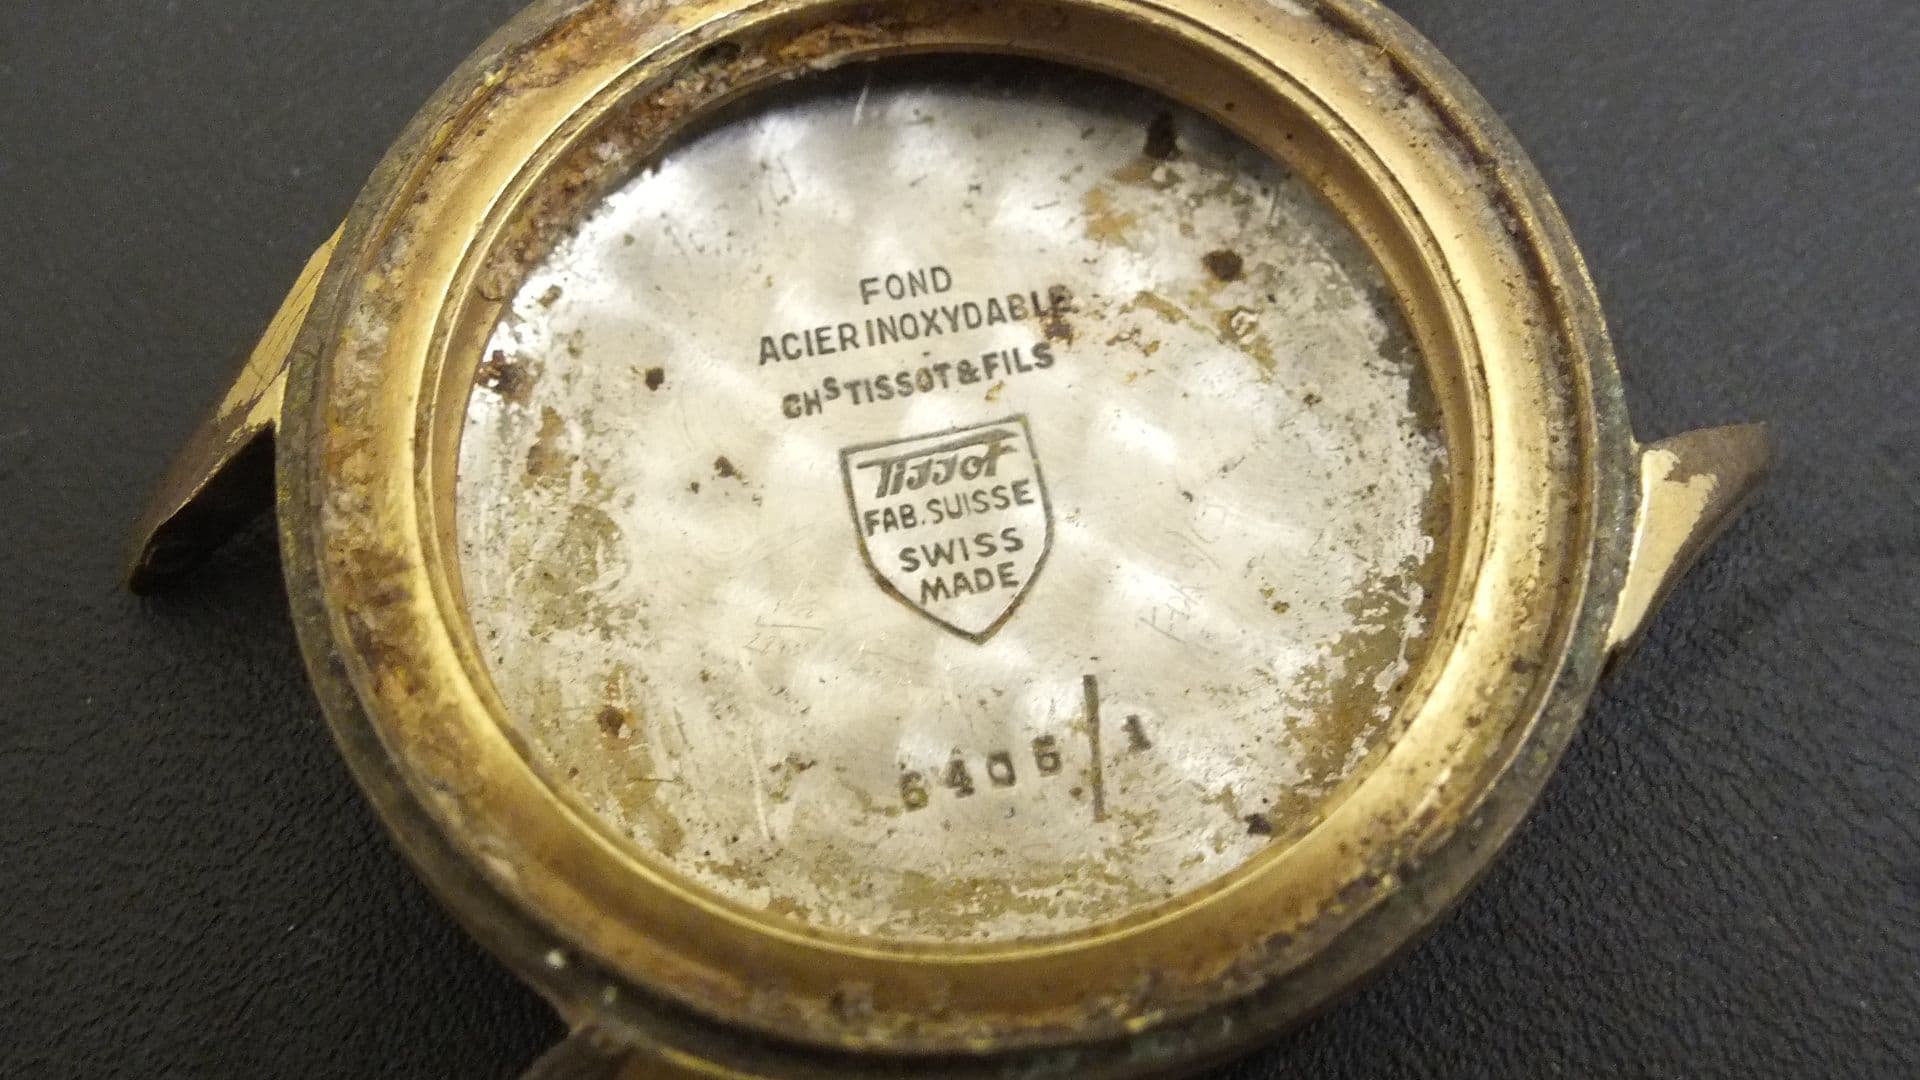 FOND
ACIER INOXYDABLE
CHS TISSOT & FILS
Tissot
FAB. SUISSE
SWISS
MADE
6406/1